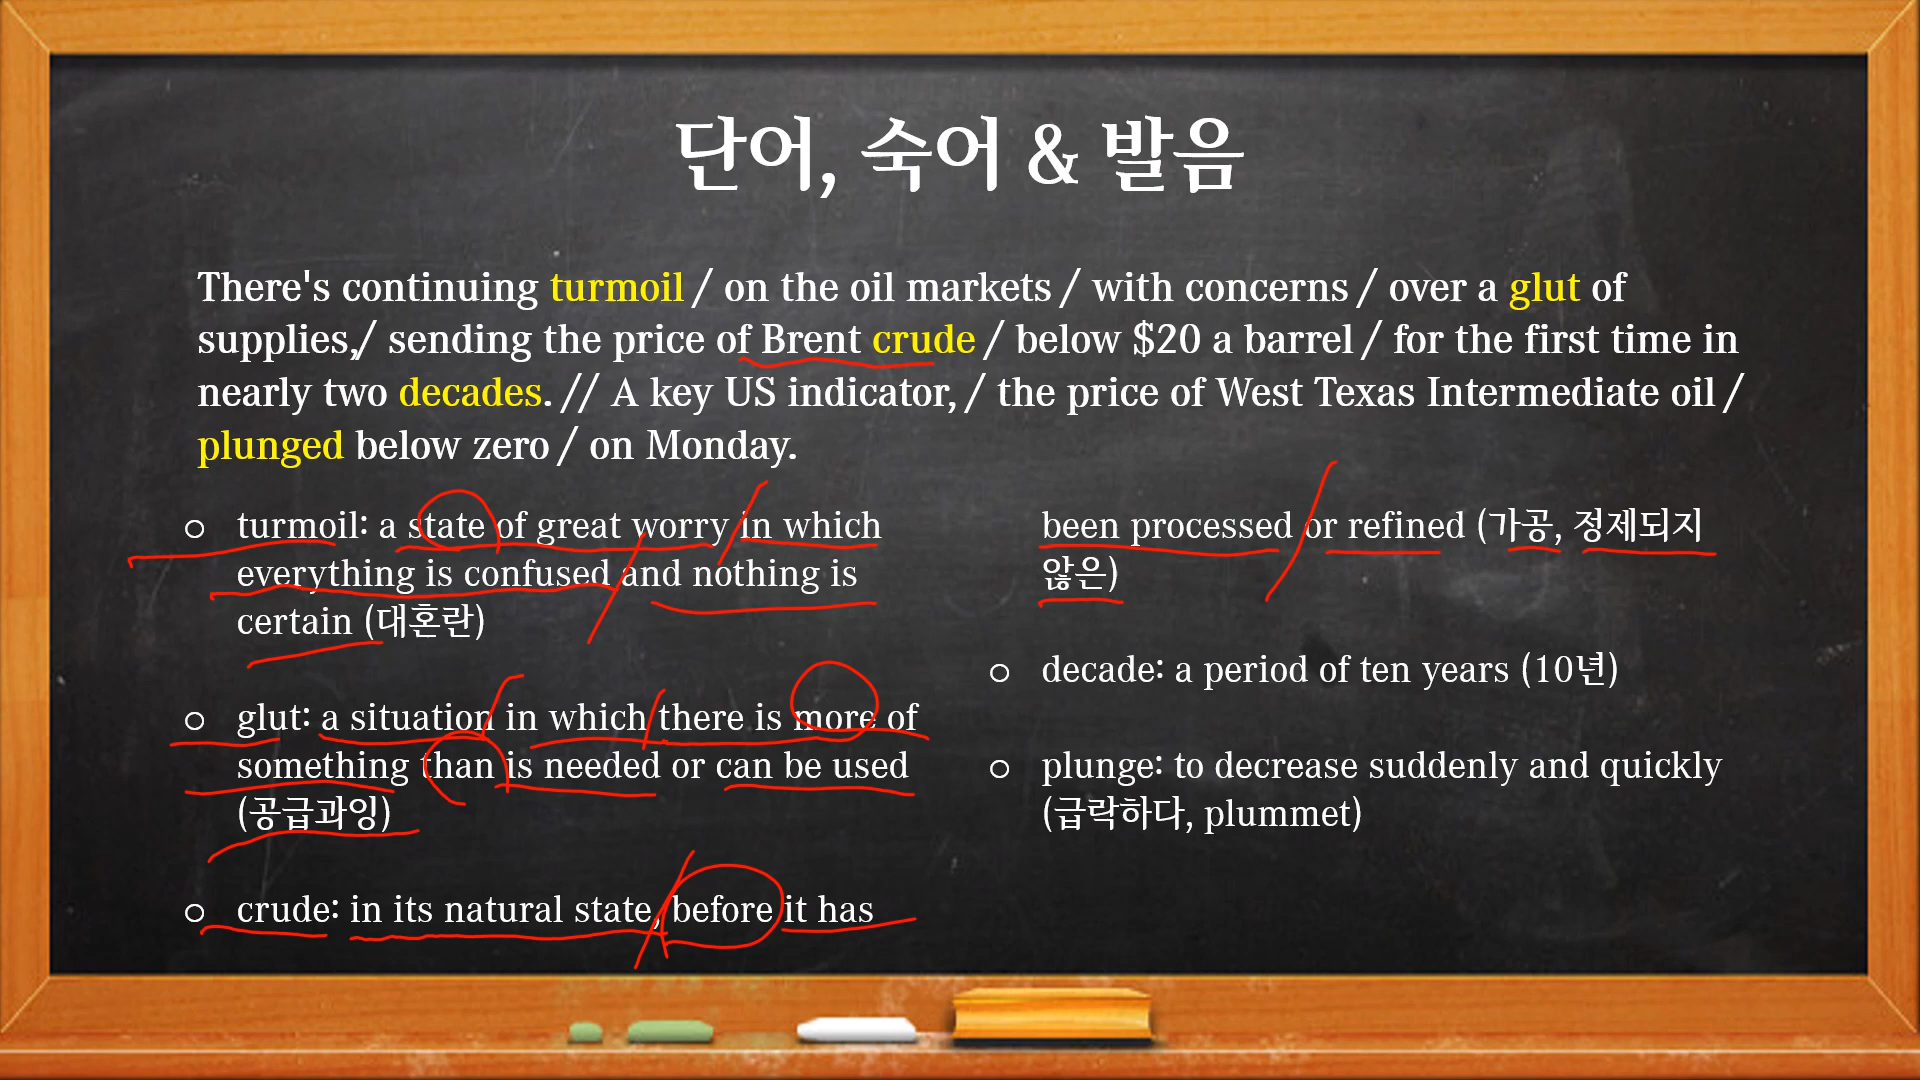 단어, 숙어 & 발음
There's continuing turmoil / on the oil markets / with concerns / over a glut of
supplies,/ sending the price of Brent crude / below $20 a barrel / for the first time in
nearly two decades. // A key US indicator, / the price of West Texas Intermediate oil /
plunged below zero / on Monday.
○ turmoil: a state of great worry in which
everything is confused and nothing is
certain (대혼란)
○ glut: a situation in which there is more of
something than is needed or can be used
(공급과잉)
○ crude: in its natural state, before it has
been processed or refined (가공, 정제되지
않은)
○ decade: a period of ten years (10년)
○ plunge: to decrease suddenly and quickly
(급락하다, plummet)